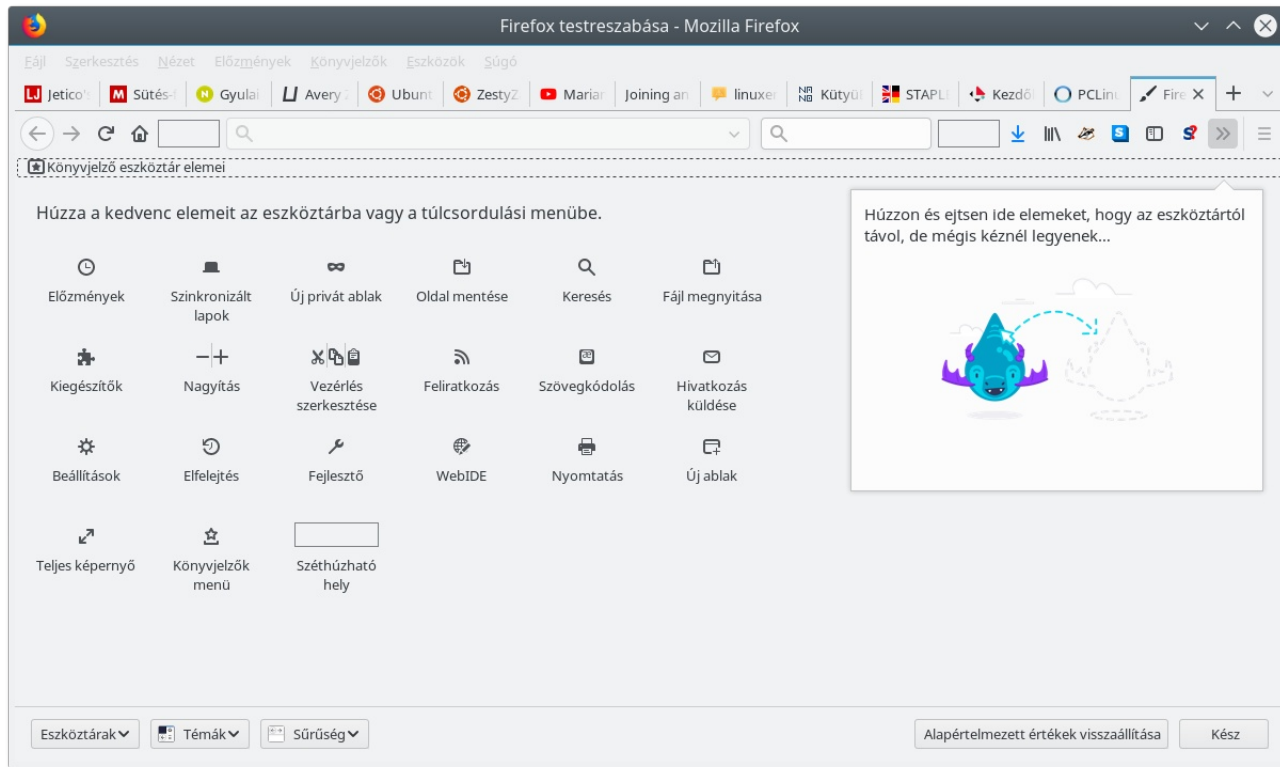 Firefox testreszabása - Mozilla Firefox
Fájl Szerkesztés Nézet Előzmények Könyvjelzők Eszközök Súgó
Jetico's Sütés- Gyulai Avery Ubunt ZestyZ Marian Joining an linuxer Kütyü STAPL Kezdő PCLinu Fire
Könyvjelző eszköztár elemei
Húzza a kedvenc elemeit az eszköztárba vagy a túlcsordulási menübe.
Húzzon és ejtsen ide elemeket, hogy az eszköztártól
távol, de mégis kéznél legyenek...
Előzmények
Szinkronizált
lapok
Új privát ablak
Oldal mentése
Keresés
Fájl megnyitása
Kiegészítők
Nagyítás
Vezérlés
szerkesztése
Feliratkozás
Szövegkódolás
Hivatkozás
küldése
Beállítások
Elfelejtés
Fejlesztő
WebIDE
Nyomtatás
Új ablak
Teljes képernyő
Könyvjelzők
menü
Széthúzható
hely
Eszköztárak Témák Sűrűség Alapértelmezett értékek visszaállítása Kész